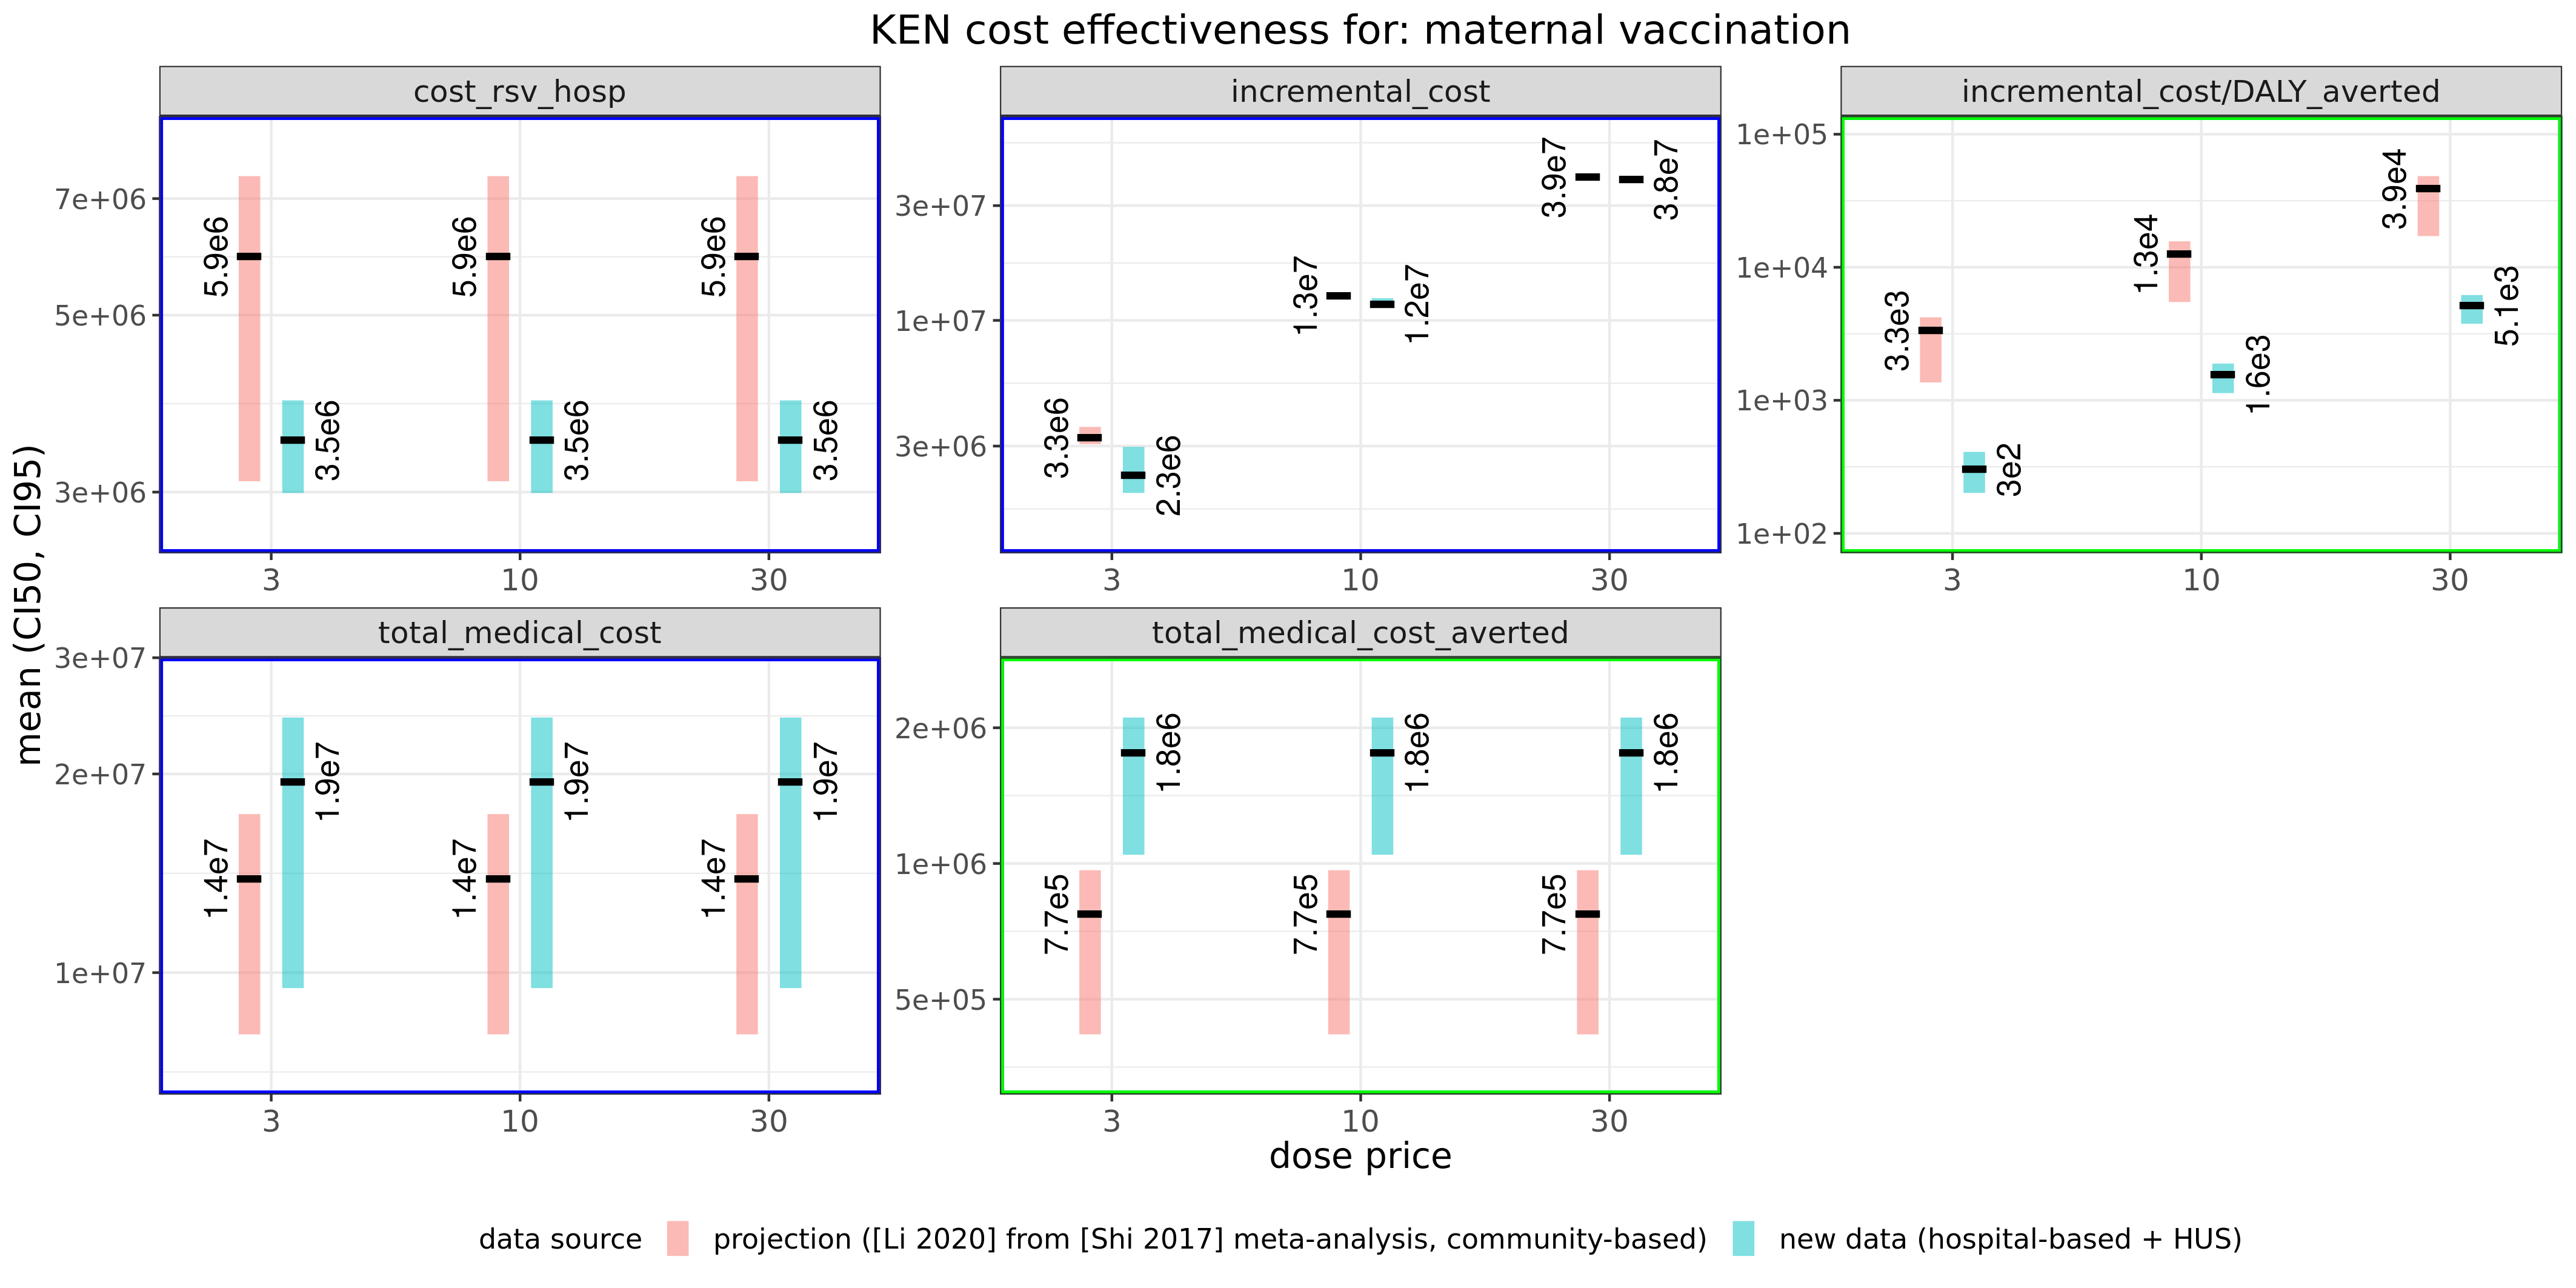 KEN cost effectiveness for: maternal vaccination
mean (CI50, CI95)
cost_rsv_hosp
7e+06
5e+06
3e+06
5.9e6
3.5e6
5.9e6
3.5e6
5.9e6
3.5e6
3 10 30
incremental_cost
3e+07
1e+07
3e+06
3.3e6
2.3e6
1.3e7
1.2e7
3.9e7
3.8e7
3 10 30
incremental_cost/DALY_averted
1e+05
1e+04
1e+03
1e+02
3.3e3
3e2
1.3e4
1.6e3
3.9e4
5.1e3
3 10 30
total_medical_cost
3e+07
2e+07
1e+07
1.4e7
1.9e7
1.4e7
1.9e7
1.4e7
1.9e7
3 10 30
total_medical_cost_averted
2e+06
1e+06
5e+05
7.7e5
1.8e6
7.7e5
1.8e6
7.7e5
1.8e6
3 10 30
dose price
data source projection ([Li 2020] from [Shi 2017] meta-analysis, community-based) new data (hospital-based + HUS)